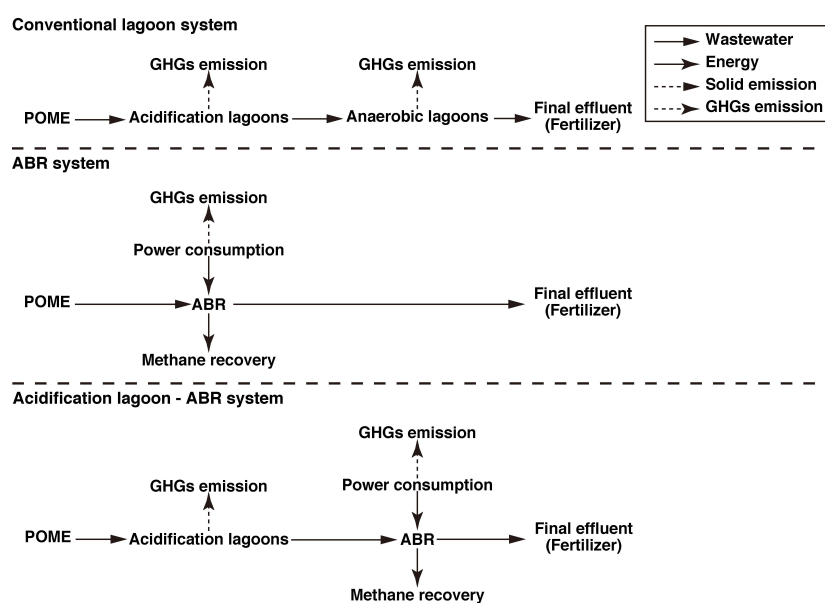 Conventional lagoon system
GHGs emission
GHGs emission
POME
Acidification lagoons
Anaerobic lagoons
Final effluent
(Fertilizer)
Wastewater
Energy
Solid emission
GHGs emission
ABR system
GHGs emission
Power consumption
POME
ABR
Final effluent
(Fertilizer)
Methane recovery
Acidification lagoon - ABR system
GHGs emission
GHGs emission
Power consumption
POME
Acidification lagoons
ABR
Final effluent
(Fertilizer)
Methane recovery